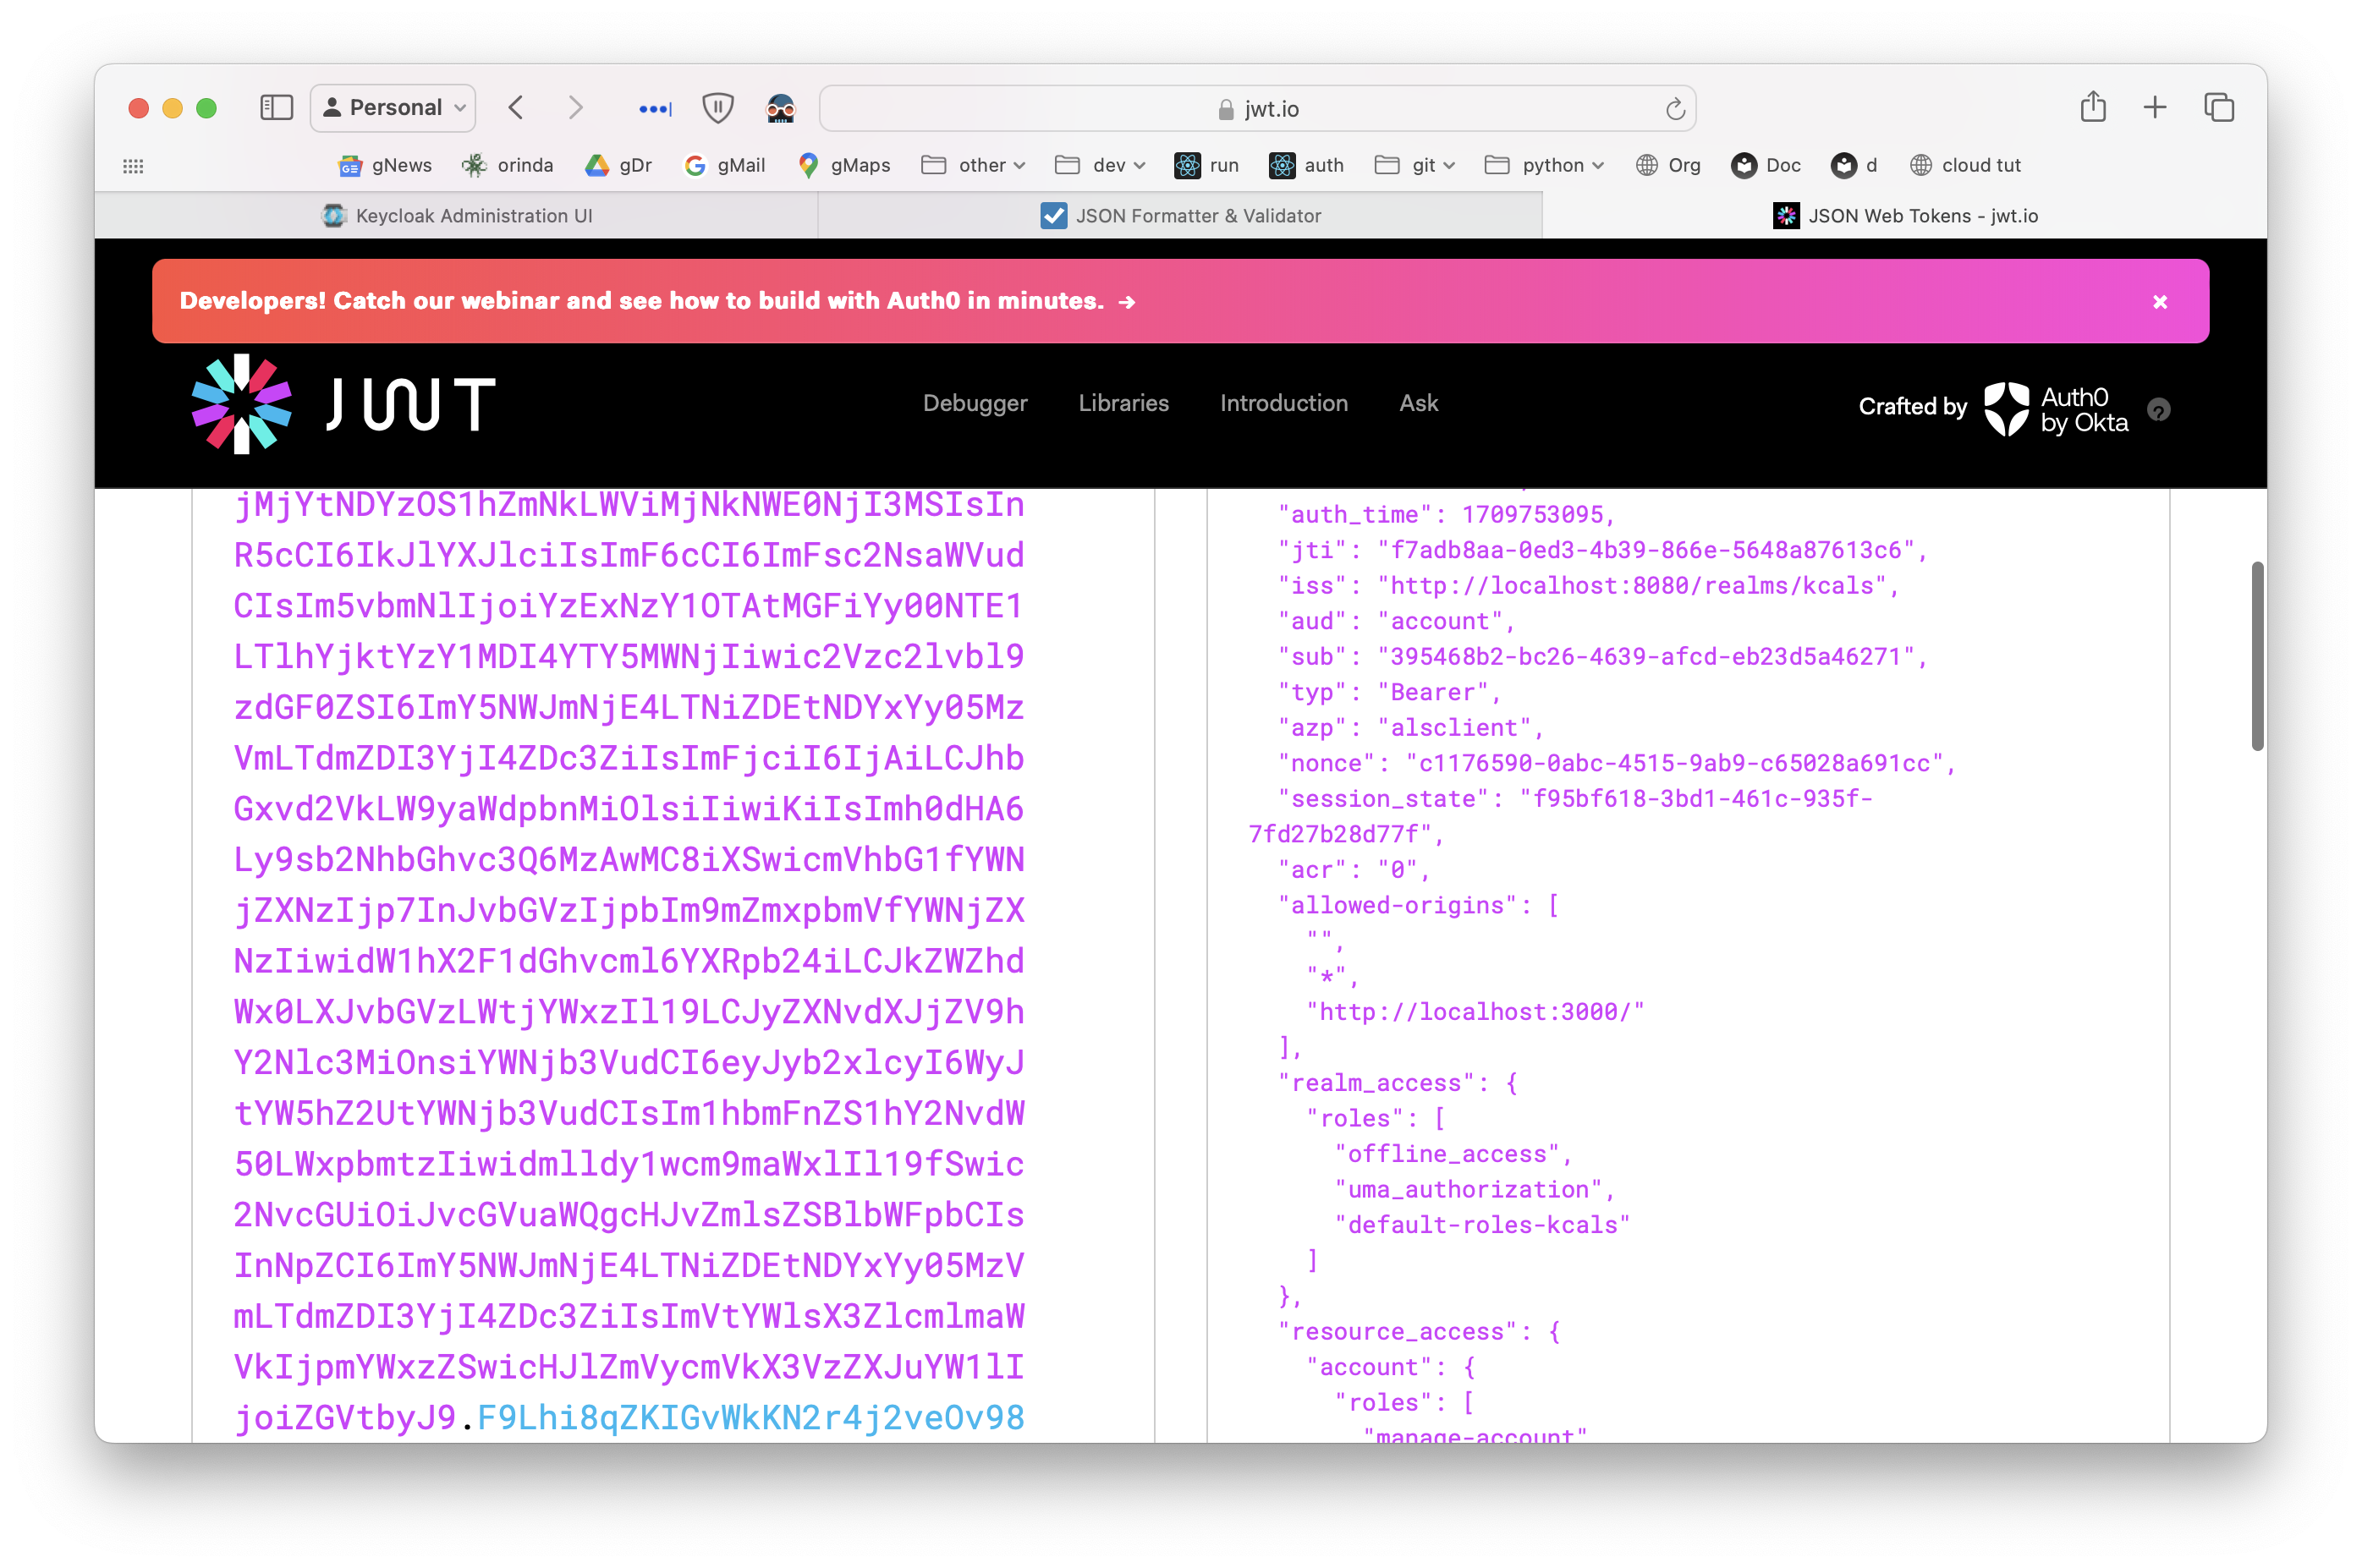 Personal
jwt.io
gNews
orinda
gDr
gMail
gMaps
other
dev
run
auth
git
python
Org
Doc
d
cloud tut
Keycloak Administration UI
JSON Formatter & Validator
JSON Web Tokens - jwt.io
Developers! Catch our webinar and see how to build with Auth0 in minutes. →
JWT
Debugger
Libraries
Introduction
Ask
Crafted by
Auth0
by Okta
?
jMjYtNDYzOS1hZmNkLWViMjNkNWE0NjI3MSIsIn
R5cCI6IkJlYXJlciIsImF6cCI6ImFsc2NsaWVud
CIsIm5vbmNlIjoiYzExNzY1OTAtMGFiYy00NTE1
LTlhYjktYzY1MDI4YTY5MWNjIiwic2Vzc2lvbl9
zdGF0ZSI6ImY5NWJmNjE4LTNiZDEtNDYxYy05Mz
VmLTdmZDI3YjI4ZDc3ZiIsImFjciI6IjAiLCJhb
Gxvd2VkLW9yaWdpbnMiOlsiIiwiKiIsImh0dHA6
Ly9sb2NhbGhvc3Q6MzAwMC8iXSwicmVhbG1fYWN
jZXNzIjp7InJvbGVzIjpbIm9mZmxpbmVfYWNjZX
NzIiwidW1hX2F1dGhvcml6YXRpb24iLCJkZWZhd
Wx0LXJvbGVzLWtjYWxzIl19LCJyZXNvdXJjZV9h
Y2Nlc3MiOnsiYWNjb3VudCI6eyJyb2xlcyI6WyJ
tYW5hZ2UtYWNjb3VudCIsIm1hbmFnZS1hY2NvdW
50LWxpbmtzIiwidmlldy1wcm9maWxlIl19fSwic
2NvcGUiOiJvcGVuaWQgcHJvZmlsZSBlbWFpbCIs
InNpZCI6ImY5NWJmNjE4LTNiZDEtNDYxYy05MzV
mLTdmZDI3YjI4ZDc3ZiIsImVtYWlsX3ZlcmlmaW
VkIjpmYWxzZSwicHJlZmVycmVkX3VzZXJuYW1lI
joiZGVtbyJ9.F9Lhi8qZKIGvWkKN2r4j2veOv98
"auth_time": 1709753095,
"jti": "f7adb8aa-0ed3-4b39-866e-5648a87613c6",
"iss": "http://localhost:8080/realms/kcals",
"aud": "account",
"sub": "395468b2-bc26-4639-afcd-eb23d5a46271",
"typ": "Bearer",
"azp": "alsclient",
"nonce": "c1176590-0abc-4515-9ab9-c65028a691cc",
"session_state": "f95bf618-3bd1-461c-935f-
7fd27b28d77f",
"acr": "0",
"allowed-origins": [
"",
"*",
"http://localhost:3000/"
],
"realm_access": {
"roles": [
"offline_access",
"uma_authorization",
"default-roles-kcals"
]
},
"resource_access": {
"account": {
"roles": [
"manage-account"